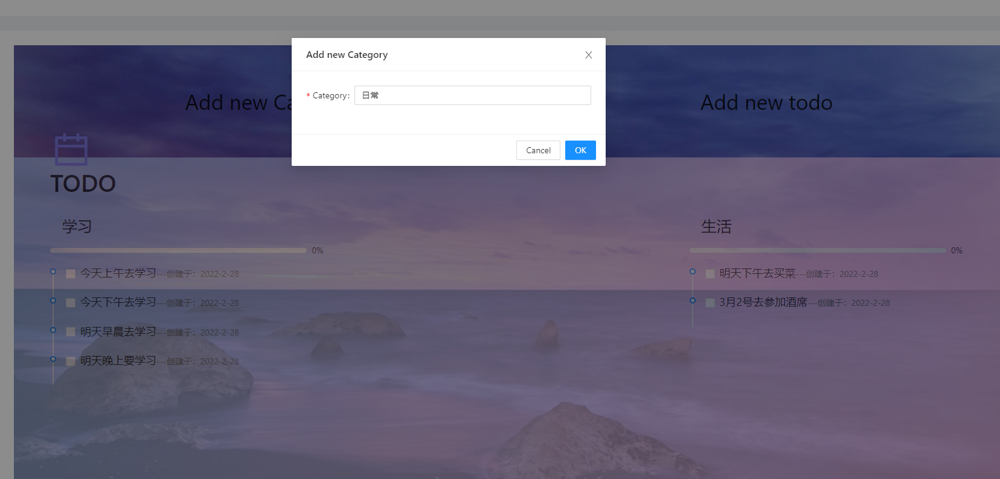 Add new Category
* Category:
日常
Cancel
OK
Add new Ca
Add new todo
TODO
学习
0%
今天上午去学习---创建于：2022-2-28
今天下午去学习---创建于：2022-2-28
明天早晨去学习---创建于：2022-2-28
明天晚上要学习---创建于：2022-2-28
生活
0%
明天下午去买菜---创建于：2022-2-28
3月2号去参加酒席---创建于：2022-2-28